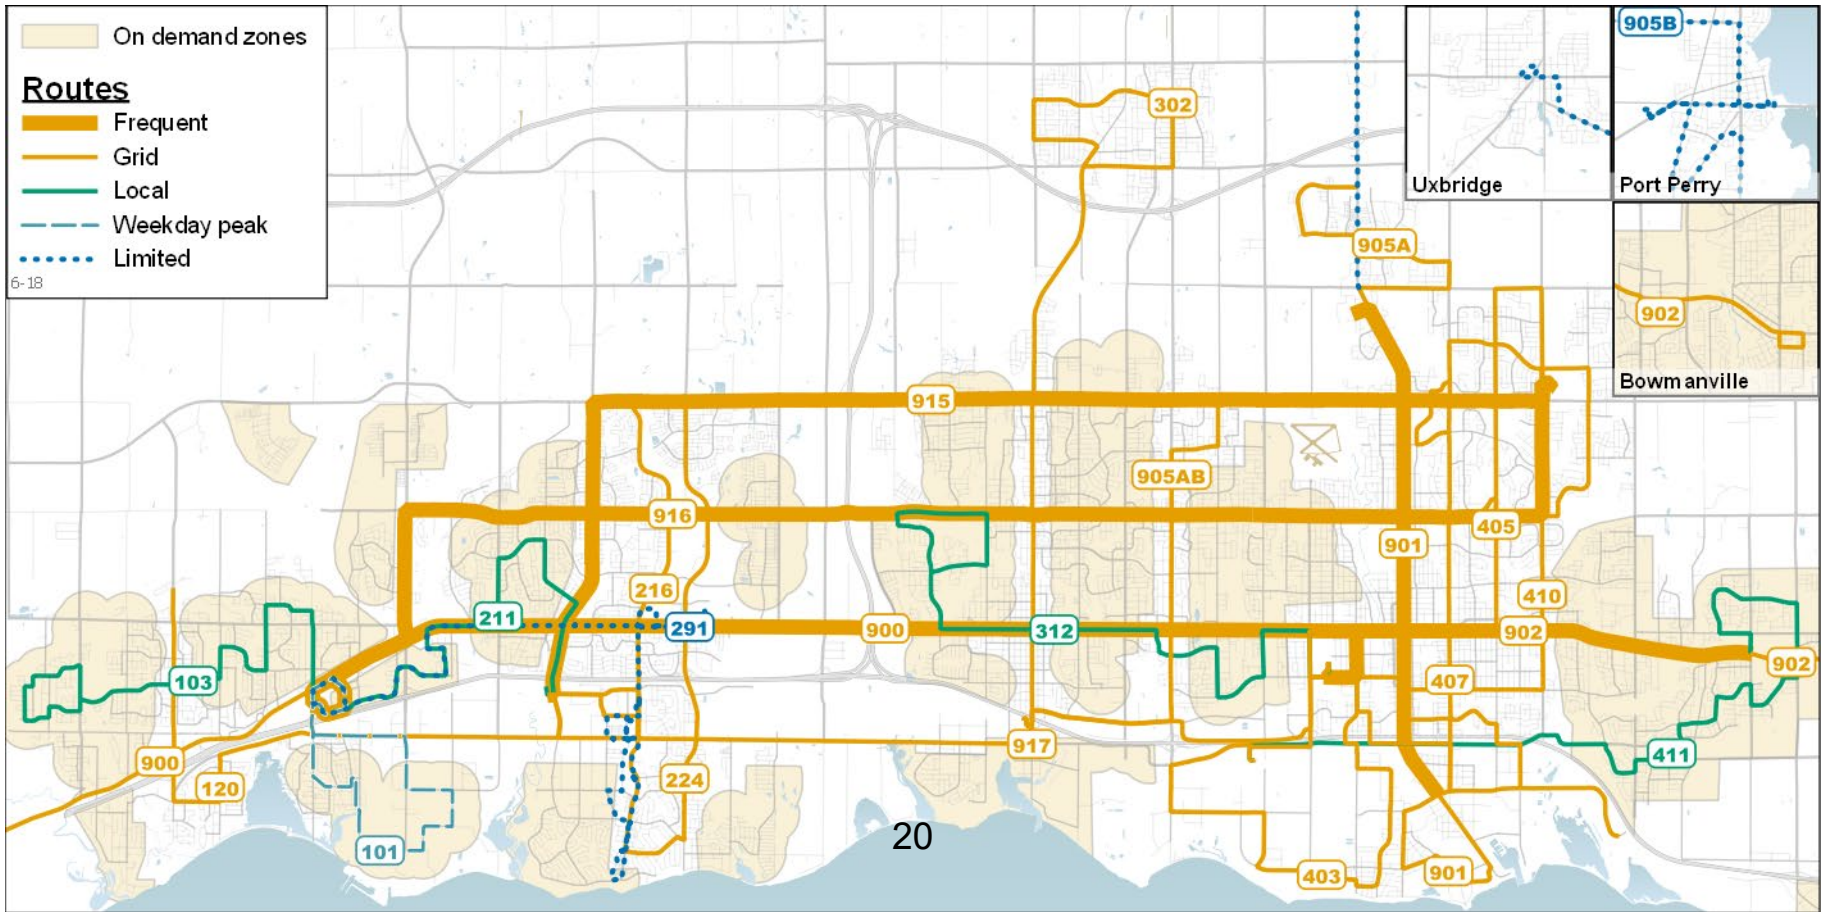 On demand zones
Routes
Frequent
Grid
Local
Weekday peak
Limited
6-18
302
905A
905B
Uxbridge
Port Perry
902
Bowmanville
915
905AB
916
405
901
216
410
211
291
900
312
902
902
103
407
917
411
900
120
224
101
20
403
901